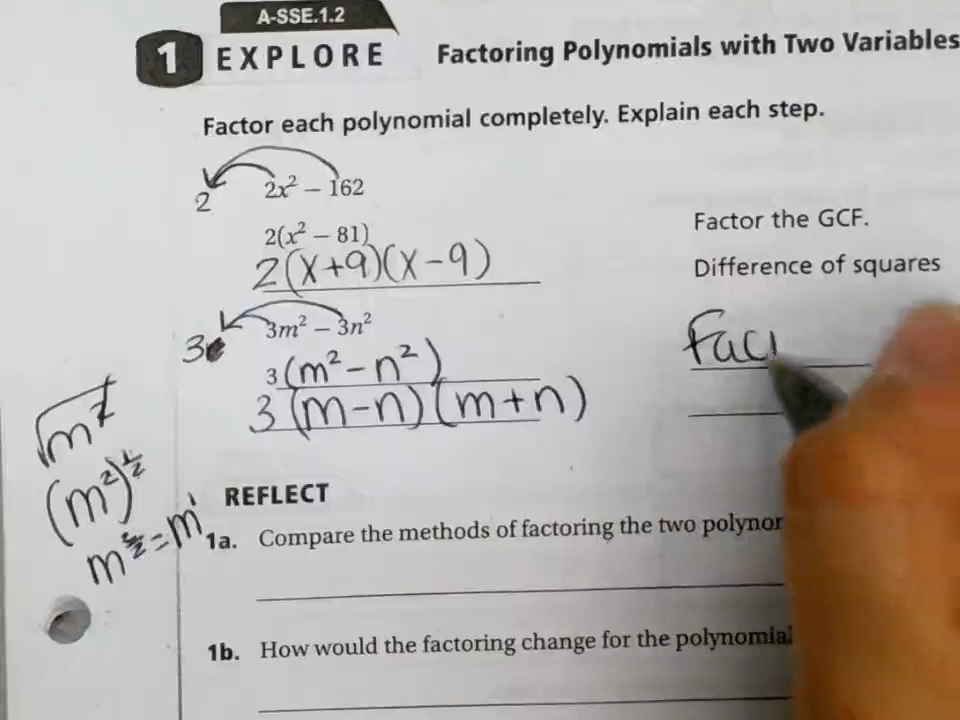 A-SSE.1.2
1 EXPLORE Factoring Polynomials with Two Variables
Factor each polynomial completely. Explain each step.
2 2x² − 162
2(x² − 81) Factor the GCF.
2(x+9)(x−9) Difference of squares
3 3m² − 3n²
3(m² − n²) Fac
3(m−n)(m+n)
√m²
(m²)^½
m^2/2 = m¹
REFLECT
1a. Compare the methods of factoring the two
1b. How would the factoring change for the